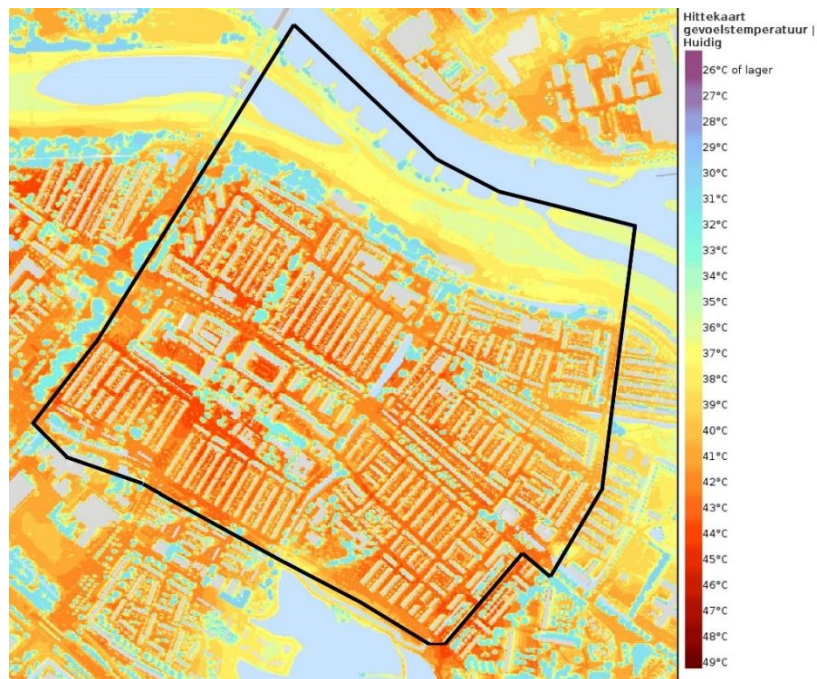 Hittekaart
gevoelstemperatuur |
Huidig
26°C of lager
27°C
28°C
29°C
30°C
31°C
32°C
33°C
34°C
35°C
36°C
37°C
38°C
39°C
40°C
41°C
42°C
43°C
44°C
45°C
46°C
47°C
48°C
49°C